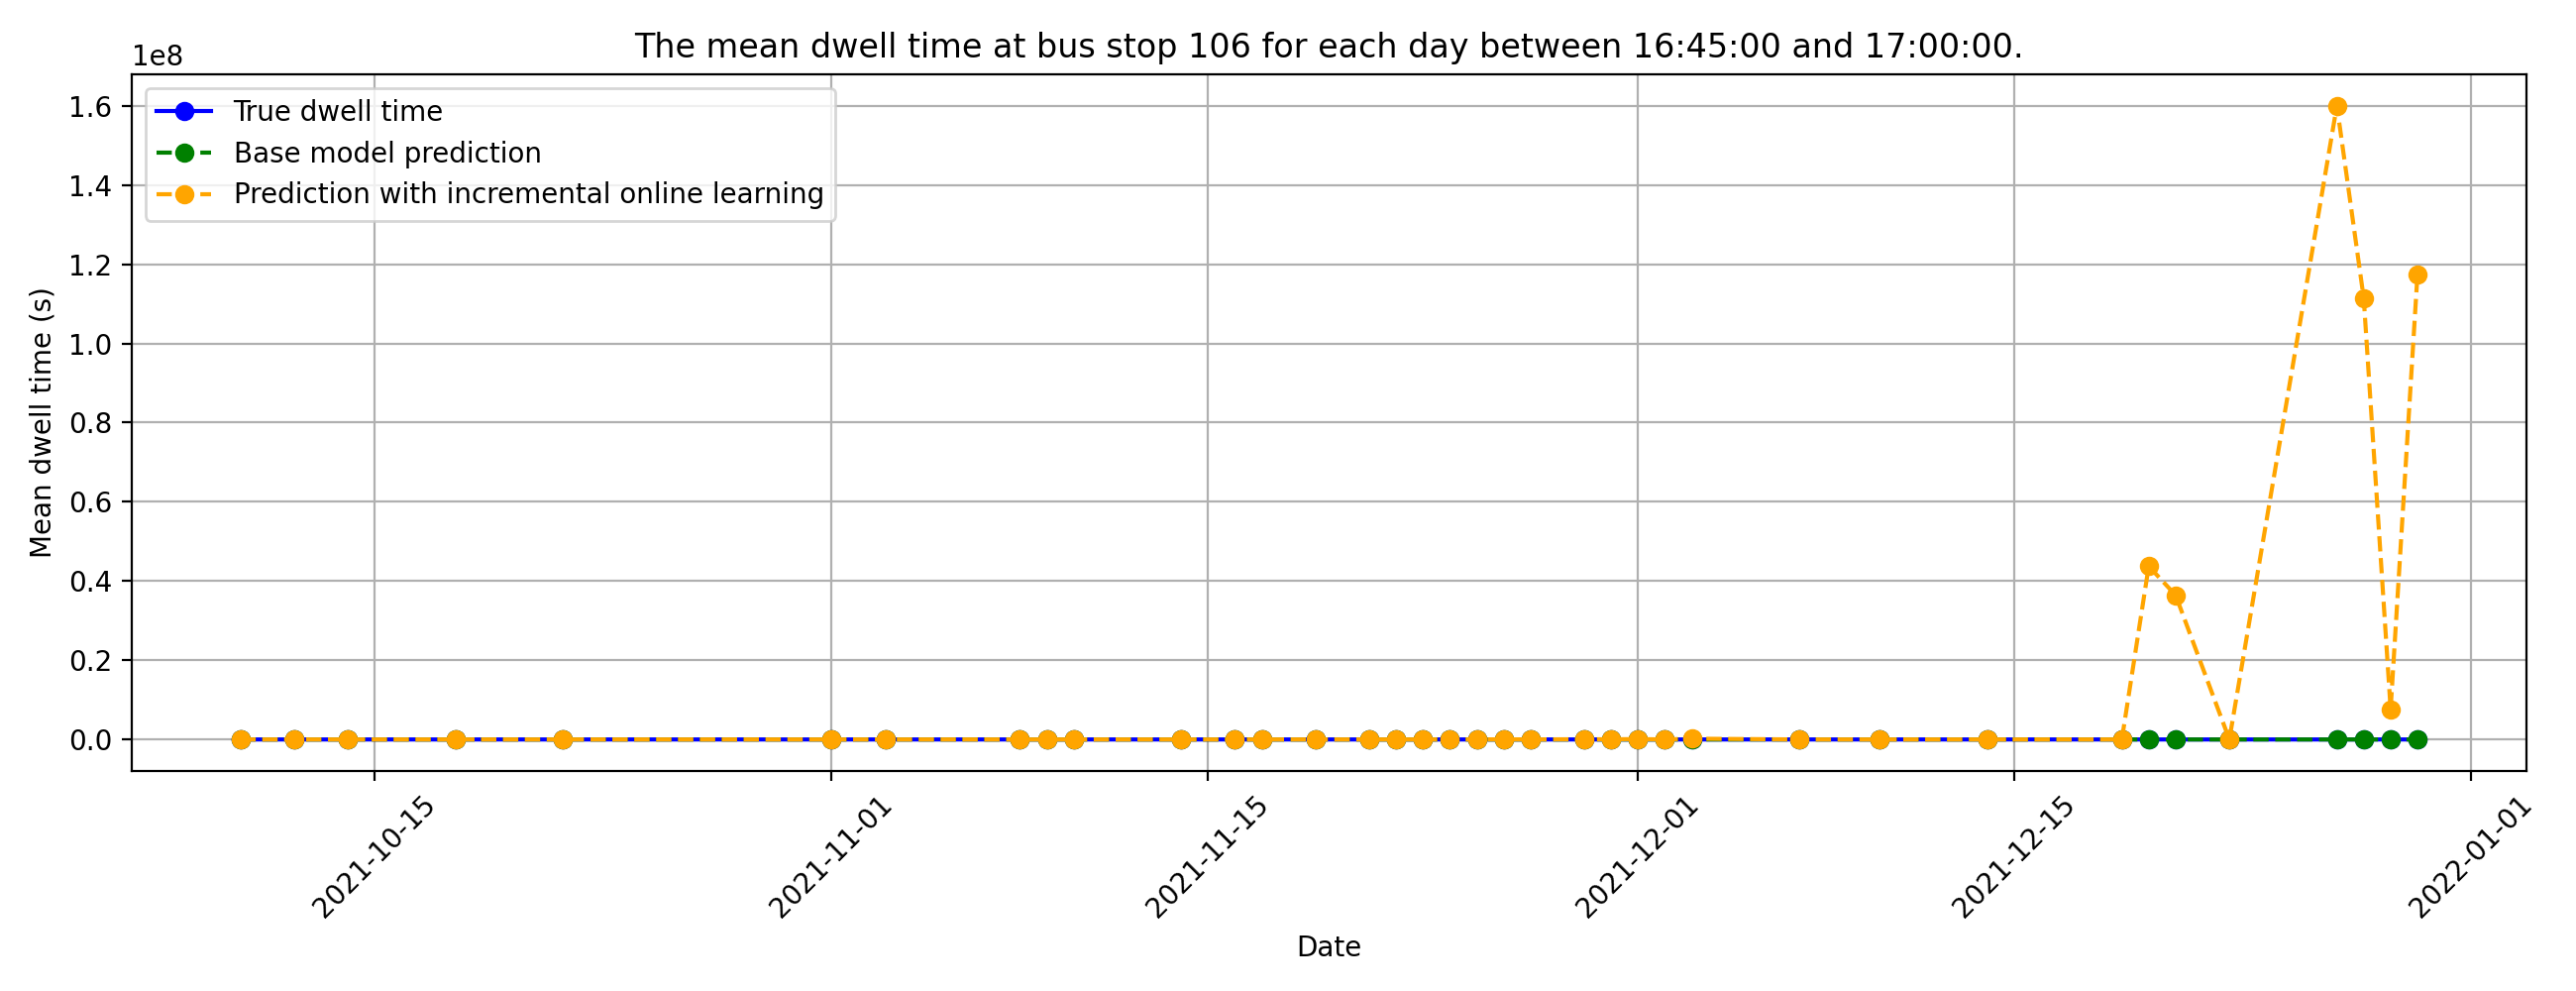 The mean dwell time at bus stop 106 for each day between 16:45:00 and 17:00:00.
1e8
True dwell time
Base model prediction
Prediction with incremental online learning
Mean dwell time (s)
1.6
1.4
1.2
1.0
0.8
0.6
0.4
0.2
0.0
2021-10-15
2021-11-01
2021-11-15
2021-12-01
2021-12-15
2022-01-01
Date